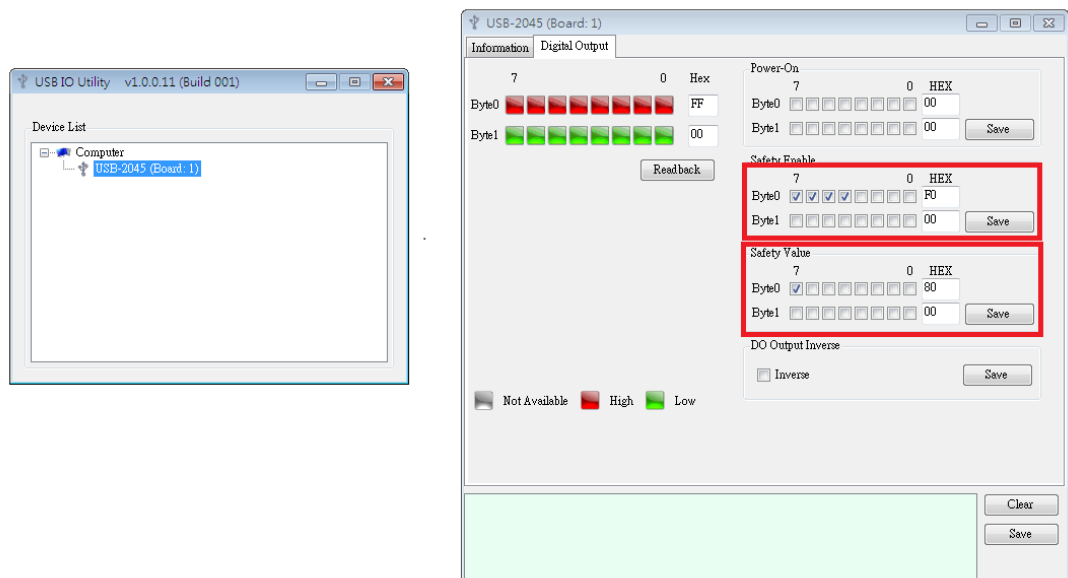 USB IO Utility v1.0.0.11 (Build 001)
Device List
Computer
USB-2045 (Board: 1)
.
USB-2045 (Board: 1)
Information Digital Output
7 0 Hex
Byte0 FF
Byte1 00
Readback
Not Available High Low
Power-On
7 0 HEX
Byte0 00
Byte1 00 Save
Safety Enable
7 0 HEX
Byte0 F0
Byte1 00 Save
Safety Value
7 0 HEX
Byte0 80
Byte1 00 Save
DO Output Inverse
Inverse Save
Clear
Save